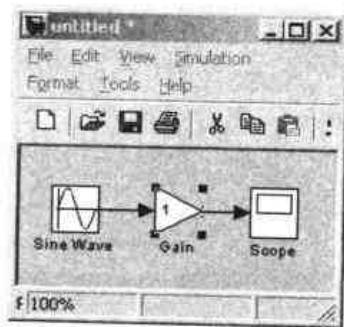 untitled *
File Edit View Simulation
Format Tools Help
1
Sine Wave Gain Scope
F 100%